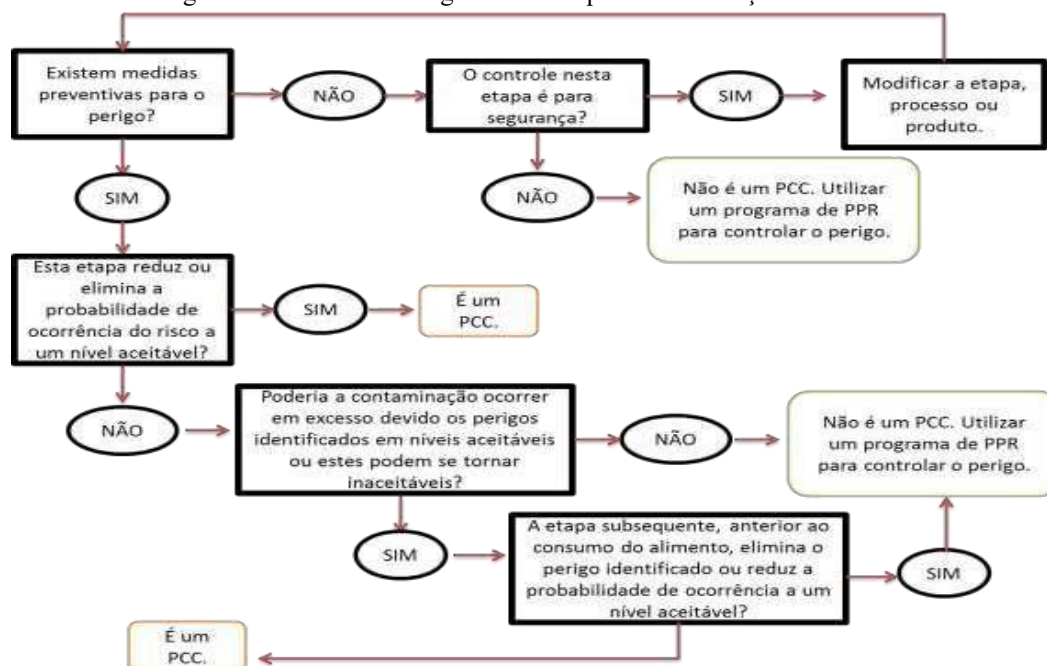 Existem medidas
preventivas para o
perigo?
NÃO
O controle nesta
etapa é para
segurança?
SIM
Modificar a etapa,
processo ou
produto.
SIM
NÃO
Não é um PCC. Utilizar
um programa de PPR
para controlar o perigo.
Esta etapa reduz ou
elimina a
probabilidade de
ocorrência do risco a
um nível aceitável?
SIM
É um
PCC.
NÃO
Poderia a contaminação ocorrer
em excesso devido os perigos
identificados em níveis aceitáveis
ou estes podem se tornar
inaceitáveis?
NÃO
Não é um PCC. Utilizar
um programa de PPR
para controlar o perigo.
SIM
A etapa subsequente, anterior ao
consumo do alimento, elimina o
perigo identificado ou reduz a
probabilidade de ocorrência a um
nível aceitável?
SIM
É um
PCC.